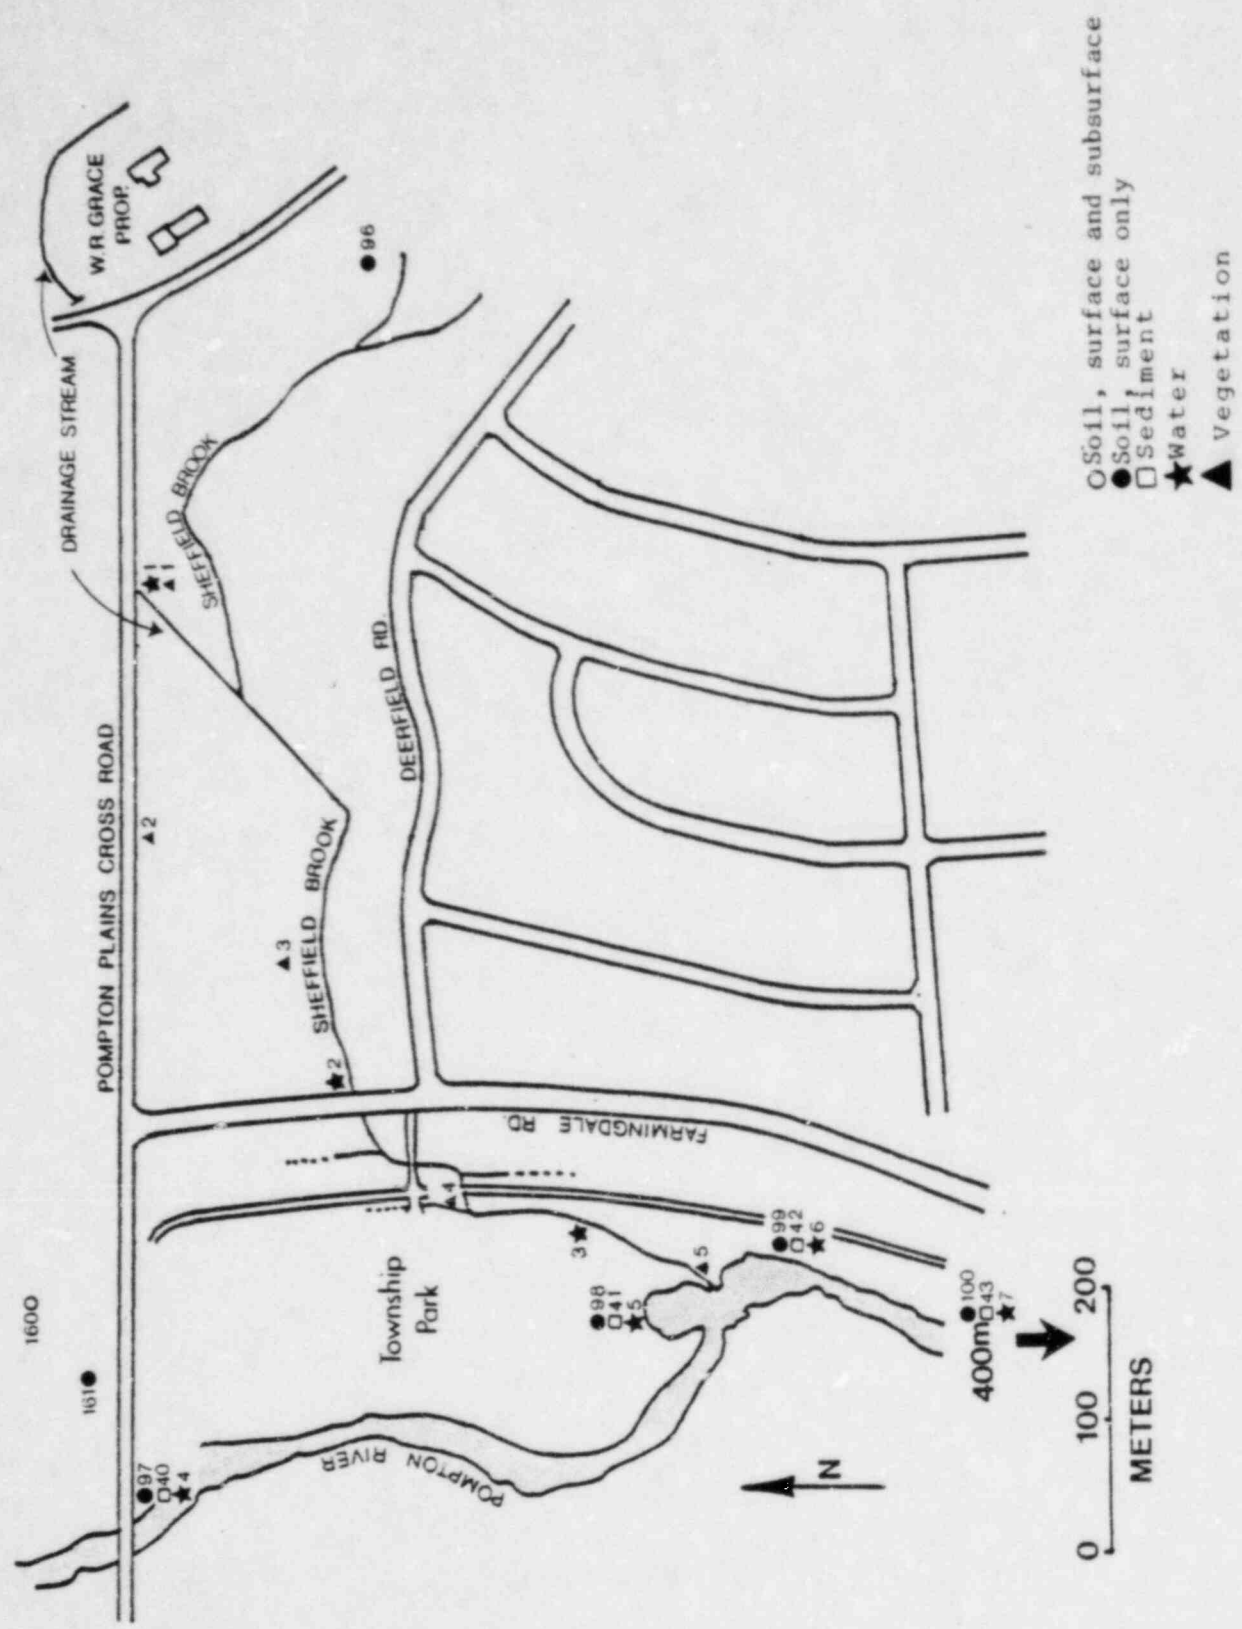 W.R. GRACE
PROP.
DRAINAGE STREAM
96
SHEFFIELD BROOK
1
1
POMPTON PLAINS CROSS ROAD
2
DEERFIELD RD.
3
SHEFFIELD BROOK
2
FARMINGDALE RD.
4
3
5
Township
Park
1600
161
97
40
4
POMPTON RIVER
98
41
5
99
42
6
100
43
7
400m
N
0 100 200
METERS
Soil, surface and subsurface
Soil, surface only
Sediment
Water
Vegetation